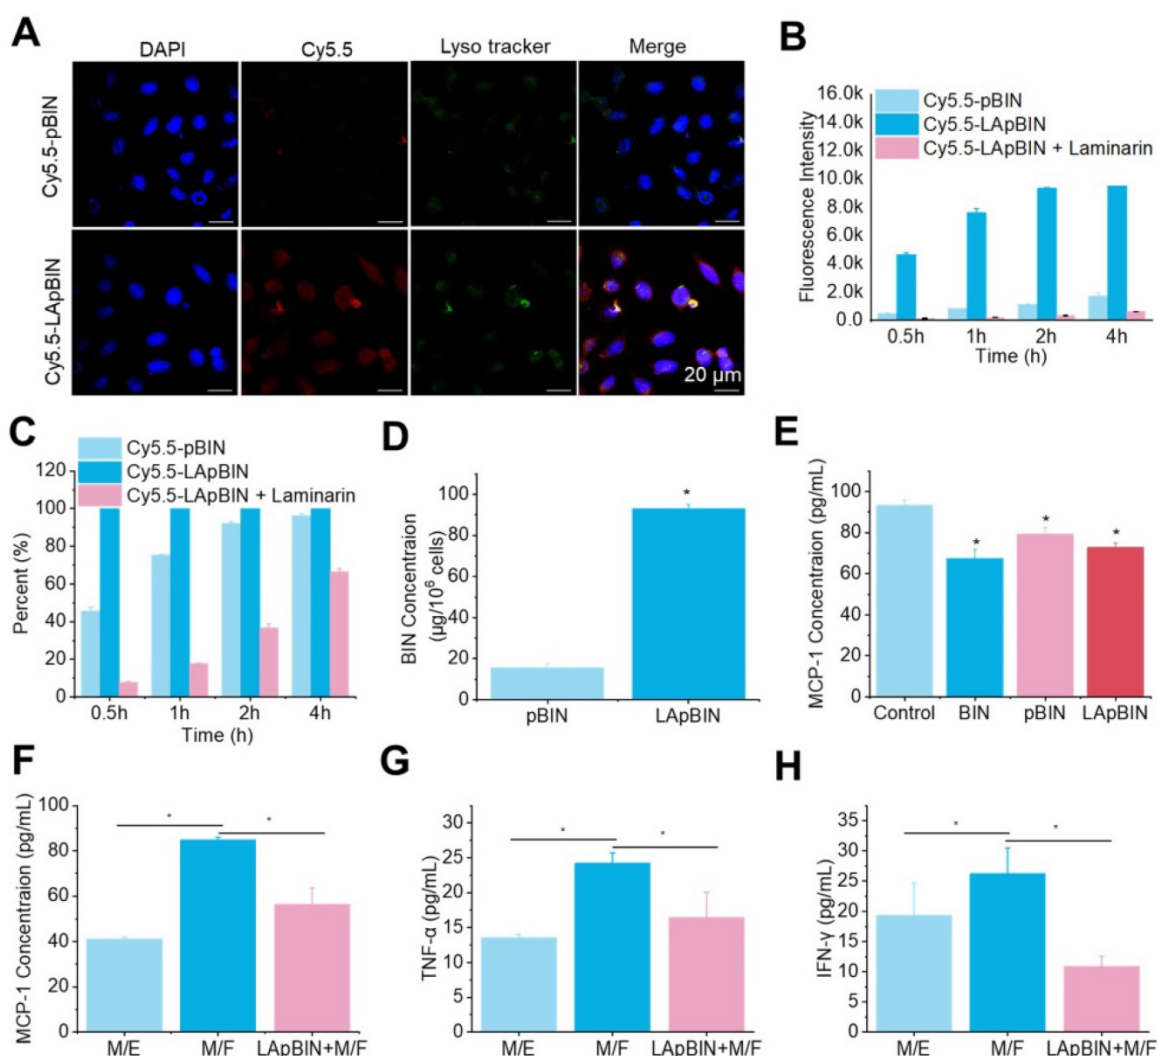 A
DAPI
Cy5.5
Lyso tracker
Merge
Cy5.5-pBIN
Cy5.5-LApBIN
20 µm
B
Cy5.5-pBIN
Cy5.5-LApBIN
Cy5.5-LApBIN + Laminarin
Fluorescence Intensity
16.0k
14.0k
12.0k
10.0k
8.0k
6.0k
4.0k
2.0k
0.0
0.5h
1h
2h
4h
Time (h)
C
Cy5.5-pBIN
Cy5.5-LApBIN
Cy5.5-LApBIN + Laminarin
Percent (%)
120
100
80
60
40
20
0
0.5h
1h
2h
4h
Time (h)
D
BIN Concentraion
(µg/10⁶ cells)
100
80
60
40
20
0
*
pBIN
LApBIN
E
MCP-1 Concentraion (pg/mL)
100
80
60
40
20
0
*
*
*
Control
BIN
pBIN
LApBIN
F
MCP-1 Concentraion (pg/mL)
100
80
60
40
20
0
*
*
M/E
M/F
LApBIN+M/F
G
TNF-α (pg/mL)
30
25
20
15
10
5
0
*
*
M/E
M/F
LApBIN+M/F
H
IFN-γ (pg/mL)
35
30
25
20
15
10
5
0
*
*
M/E
M/F
LApBIN+M/F